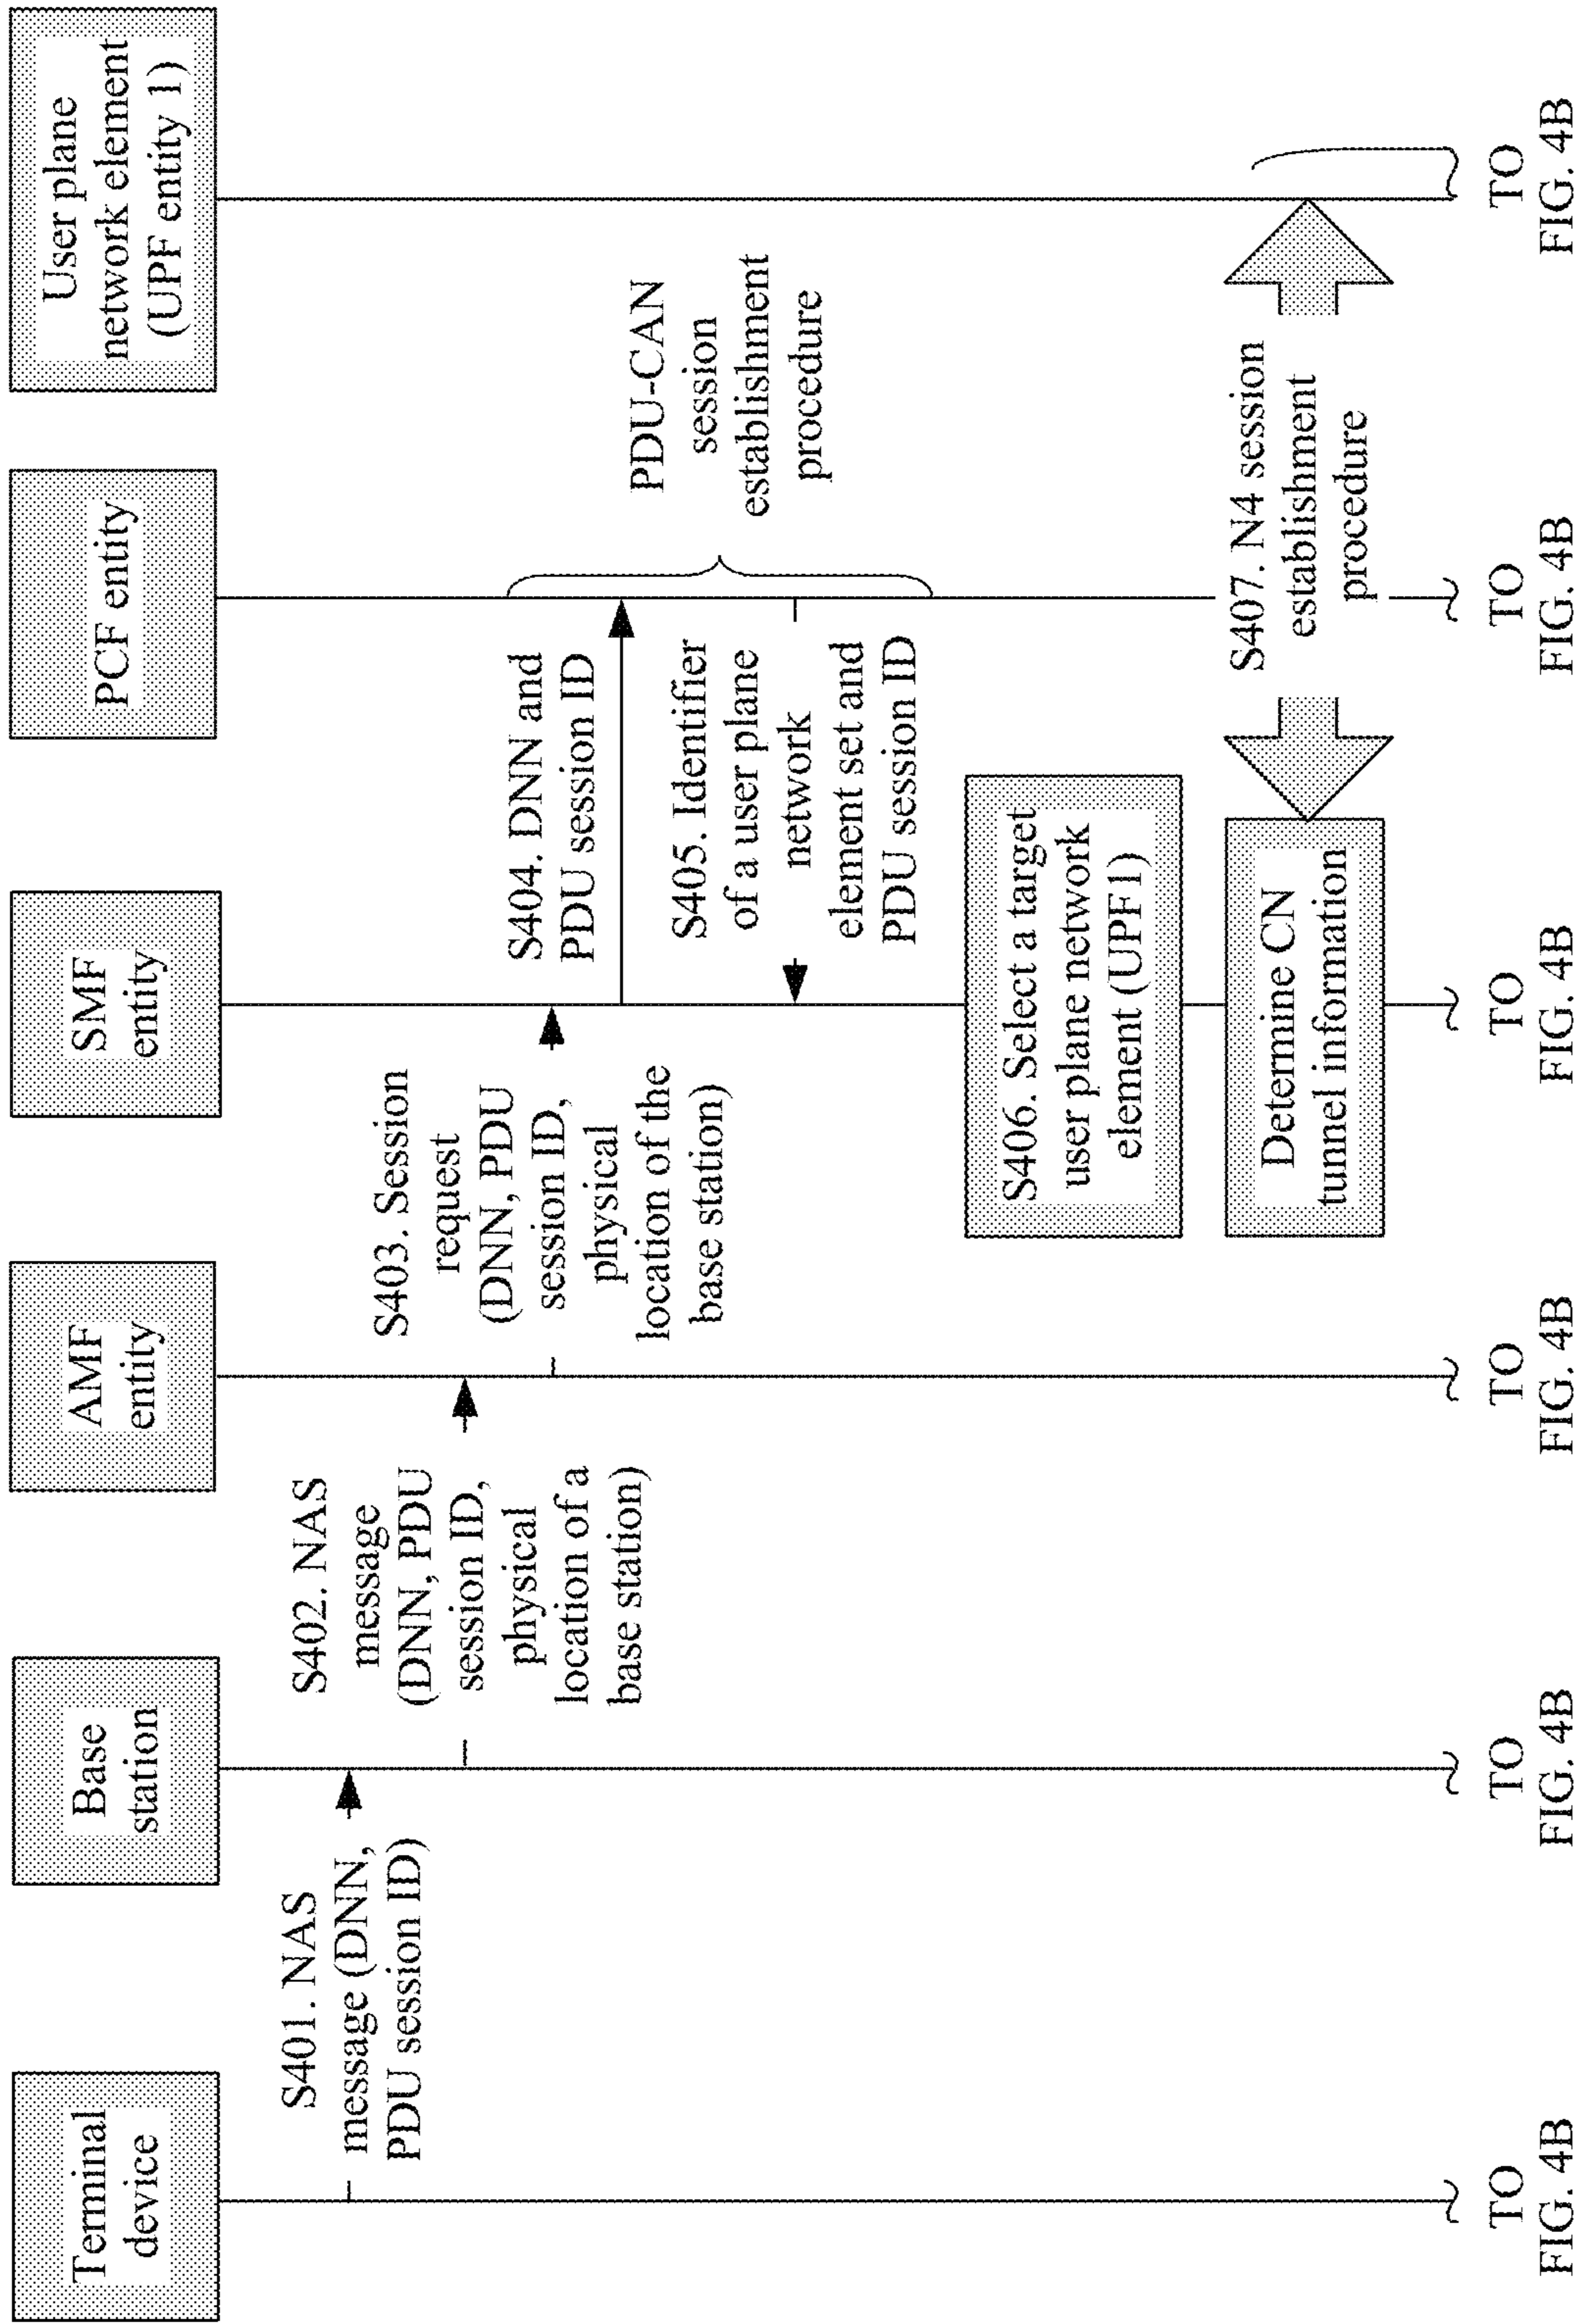 Terminal
device
Base
station
AMF
entity
SMF
entity
PCF entity
User plane
network element
(UPF entity 1)
S401. NAS
message (DNN,
PDU session ID)
S402. NAS
message
(DNN, PDU
session ID,
physical
location of a
base station)
S403. Session
request
(DNN, PDU
session ID,
physical
location of the
base station)
S404. DNN and
PDU session ID
S405. Identifier
of a user plane
network
element set and
PDU session ID
PDU-CAN
session
establishment
procedure
S406. Select a target
user plane network
element (UPF1)
Determine CN
tunnel information
S407. N4 session
establishment
procedure
TO
FIG. 4B
TO
FIG. 4B
TO
FIG. 4B
TO
FIG. 4B
TO
FIG. 4B
TO
FIG. 4B